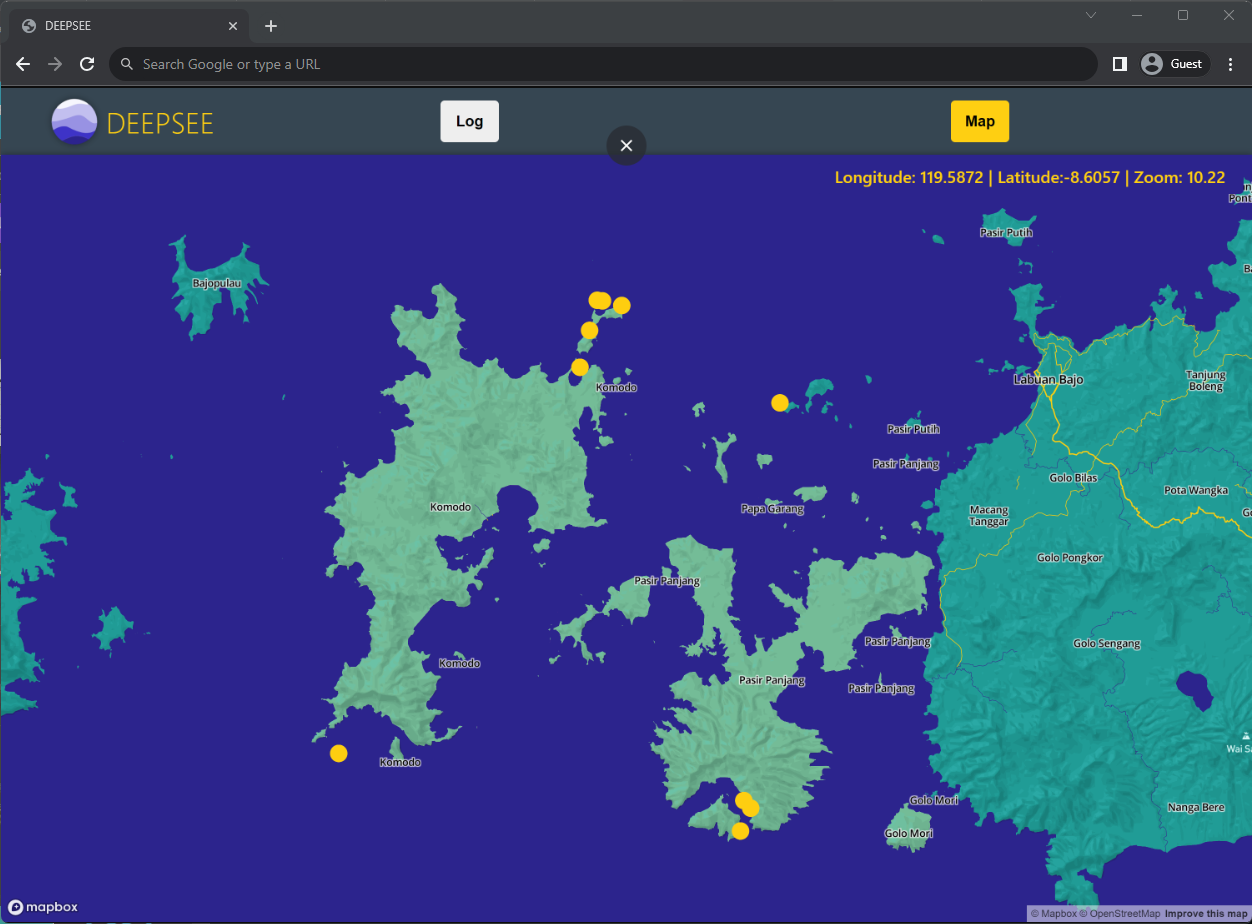 DEEPSEE
Search Google or type a URL
Guest
DEEPSEE
Log
Map
Longitude: 119.5872 | Latitude:-8.6057 | Zoom: 10.22
Pasir Putih
Bajopulau
Komodo
Labuan Bajo
Tanjung
Boleng
Pasir Putih
Pasir Panjang
Golo Bilas
Pota Wangka
Komodo
Papa Garang
Macang
Tanggar
Golo Pongkor
Pasir Panjang
Pasir Panjang
Golo Sengang
Komodo
Pasir Panjang
Pasir Panjang
Komodo
Golo Mori
Nanga Bere
Golo Mori
mapbox
© Mapbox © OpenStreetMap Improve this map